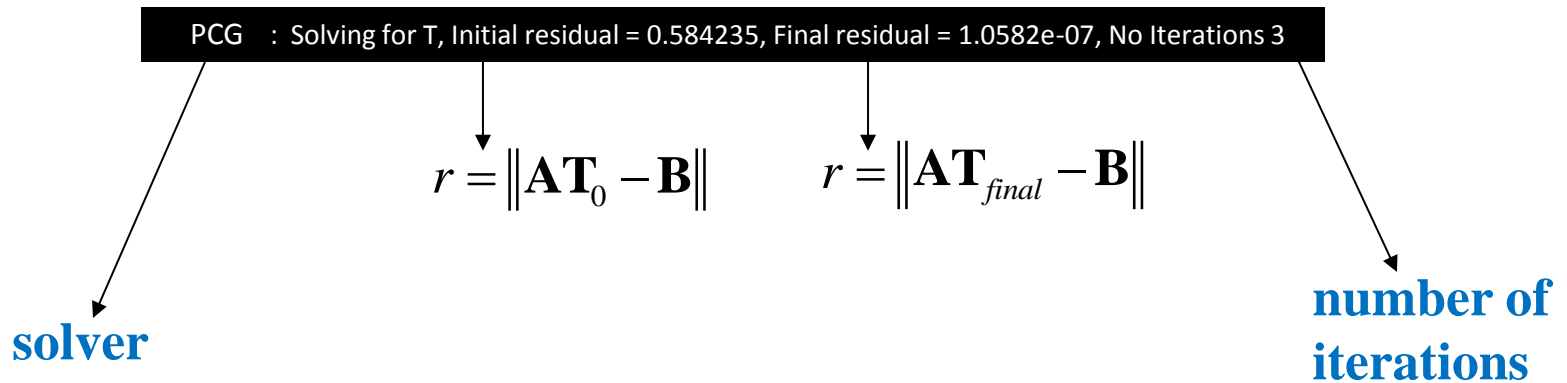 PCG : Solving for T, Initial residual = 0.584235, Final residual = 1.0582e-07, No Iterations 3
r = ‖AT₀ − B‖
r = ‖AT_final − B‖
solver
number of
iterations